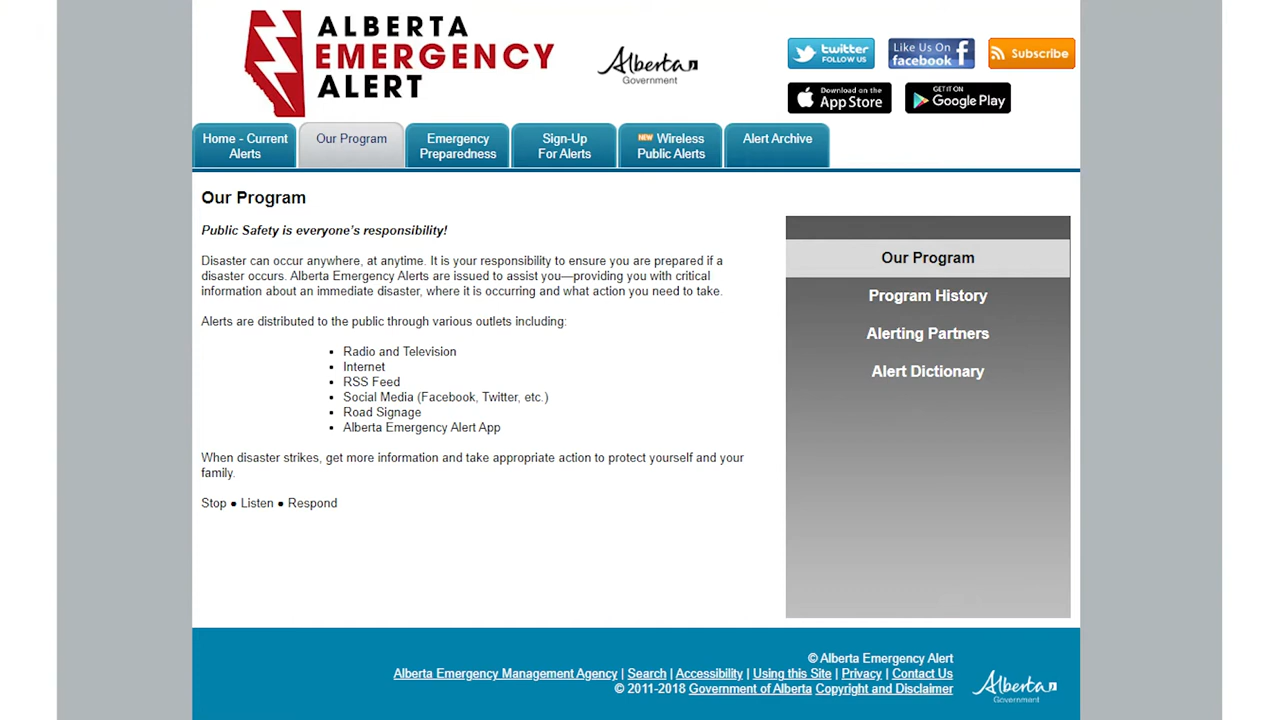 ALBERTA
EMERGENCY
ALERT
Alberta
Government
twitter
FOLLOW US
Like Us On
facebook
Subscribe
Download on the
App Store
GET IT ON
Google Play
Home - Current
Alerts
Our Program
Emergency
Preparedness
Sign-Up
For Alerts
NEW Wireless
Public Alerts
Alert Archive
Our Program
Public Safety is everyone’s responsibility!
Disaster can occur anywhere, at anytime. It is your responsibility to ensure you are prepared if a
disaster occurs. Alberta Emergency Alerts are issued to assist you—providing you with critical
information about an immediate disaster, where it is occurring and what action you need to take.
Alerts are distributed to the public through various outlets including:
• Radio and Television
• Internet
• RSS Feed
• Social Media (Facebook, Twitter, etc.)
• Road Signage
• Alberta Emergency Alert App
When disaster strikes, get more information and take appropriate action to protect yourself and your
family.
Stop ● Listen ● Respond
Our Program
Program History
Alerting Partners
Alert Dictionary
© Alberta Emergency Alert
Alberta Emergency Management Agency | Search | Accessibility | Using this Site | Privacy | Contact Us
© 2011-2018 Government of Alberta Copyright and Disclaimer
Alberta
Government